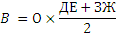 В = О × (ДЕ + ЗЖ) / 2